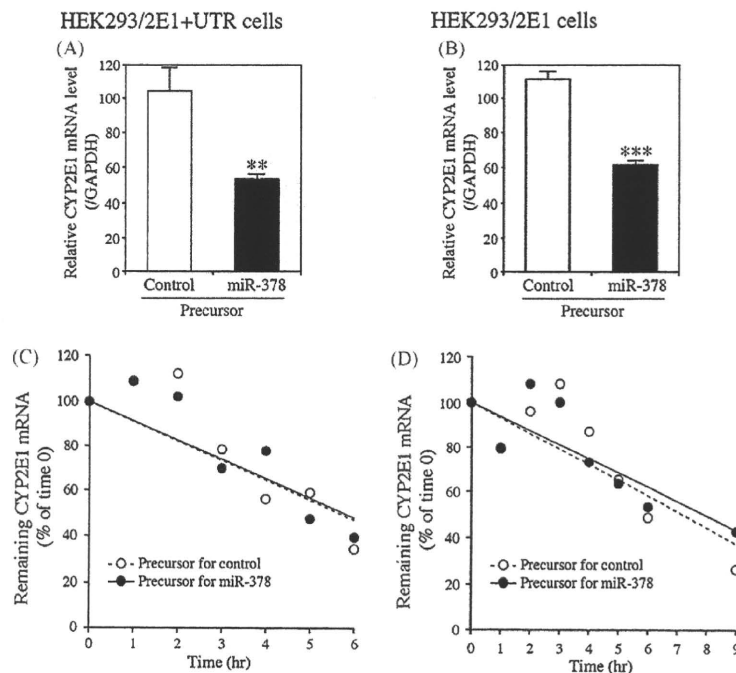 HEK293/2E1+UTR cells
(A)
Relative CYP2E1 mRNA level
(/GAPDH)
120
100
80
60
40
20
0
**
Control
miR-378
Precursor
HEK293/2E1 cells
(B)
Relative CYP2E1 mRNA level
(/GAPDH)
120
100
80
60
40
20
0
***
Control
miR-378
Precursor
(C)
Remaining CYP2E1 mRNA
(% of time 0)
120
100
80
60
40
20
0
Precursor for control
Precursor for miR-378
0 1 2 3 4 5 6
Time (hr)
(D)
Remaining CYP2E1 mRNA
(% of time 0)
120
100
80
60
40
20
0
Precursor for control
Precursor for miR-378
0 1 2 3 4 5 6 7 8 9
Time (hr)